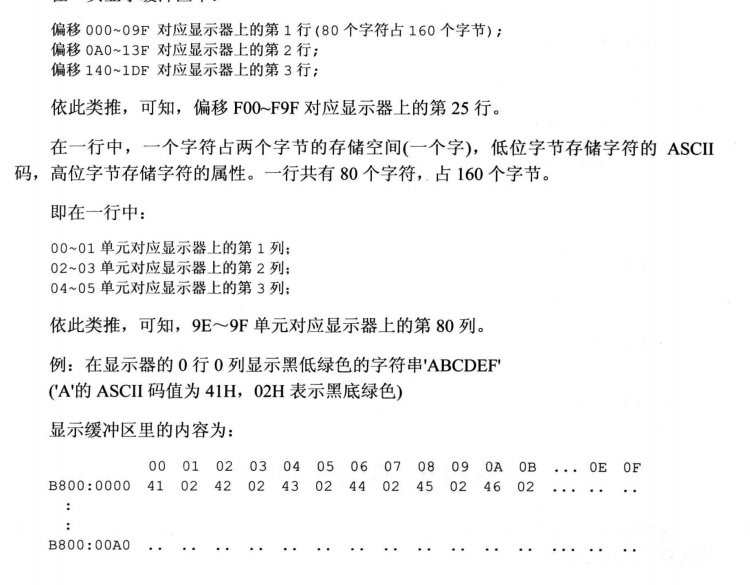 偏移 000~09F 对应显示器上的第 1 行(80 个字符占 160 个字节);
偏移 0A0~13F 对应显示器上的第 2 行;
偏移 140~1DF 对应显示器上的第 3 行;
依此类推，可知，偏移 F00~F9F 对应显示器上的第 25 行。
在一行中，一个字符占两个字节的存储空间(一个字)，低位字节存储字符的 ASCII
码，高位字节存储字符的属性。一行共有 80 个字符，占 160 个字节。
即在一行中：
00~01 单元对应显示器上的第 1 列;
02~03 单元对应显示器上的第 2 列;
04~05 单元对应显示器上的第 3 列;
依此类推，可知，9E～9F 单元对应显示器上的第 80 列。
例：在显示器的 0 行 0 列显示黑低绿色的字符串'ABCDEF'
('A'的 ASCII 码值为 41H，02H 表示黑底绿色)
显示缓冲区里的内容为：
00 01 02 03 04 05 06 07 08 09 0A 0B ... 0E 0F
B800:0000 41 02 42 02 43 02 44 02 45 02 46 02 ... .. ..
:
:
B800:00A0 .. .. .. .. .. .. .. .. .. .. .. .. ... .. ..